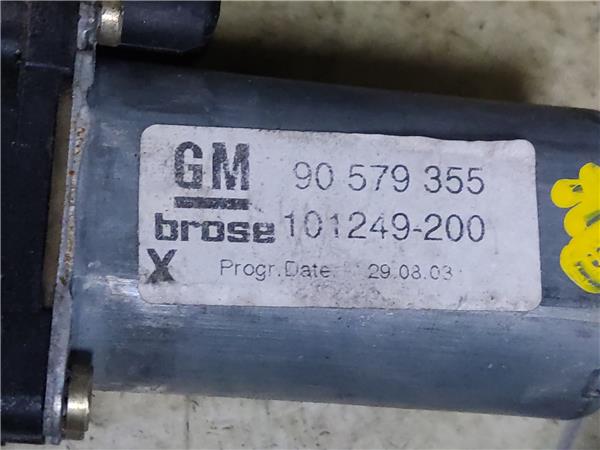 GM 90 579 355
brose 101249-200
X Progr.Date 29.08.03